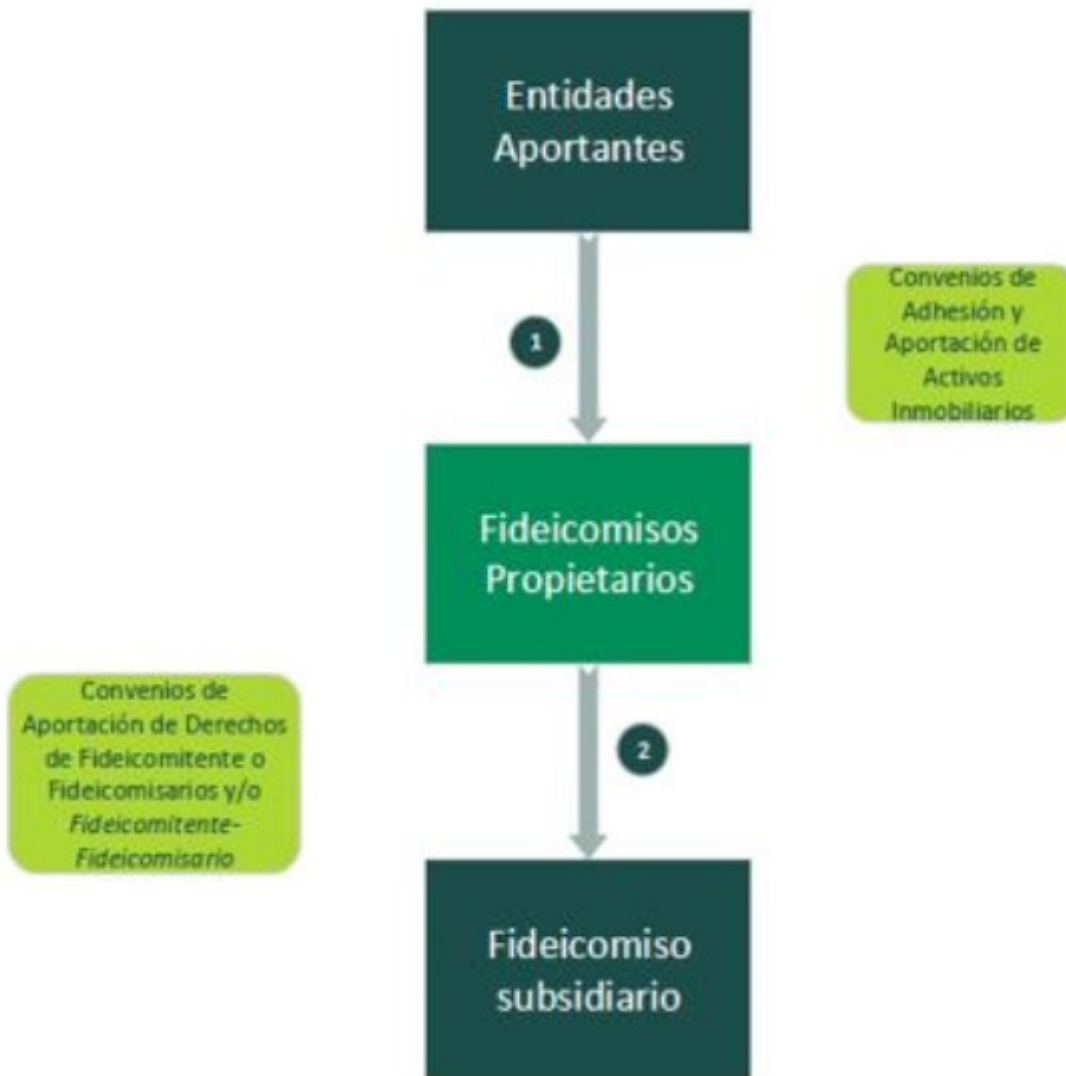 Entidades
Aportantes
1
Convenios de
Adhesión y
Aportación de
Activos
Inmobiliarios
Fideicomisos
Propietarios
Convenios de
Aportación de Derechos
de Fideicomitente o
Fideicomisarios y/o
Fideicomitente-
Fideicomisario
2
Fideicomiso
subsidiario